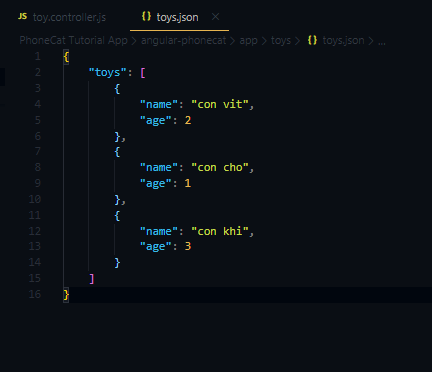 JS toy.controller.js {} toys.json ×
PhoneCat Tutorial App > angular-phonecat > app > toys > {} toys.json > ...
1 {
2 "toys": [
3 {
4 "name": "con vit",
5 "age": 2
6 },
7 {
8 "name": "con cho",
9 "age": 1
10 },
11 {
12 "name": "con khi",
13 "age": 3
14 }
15 ]
16 }